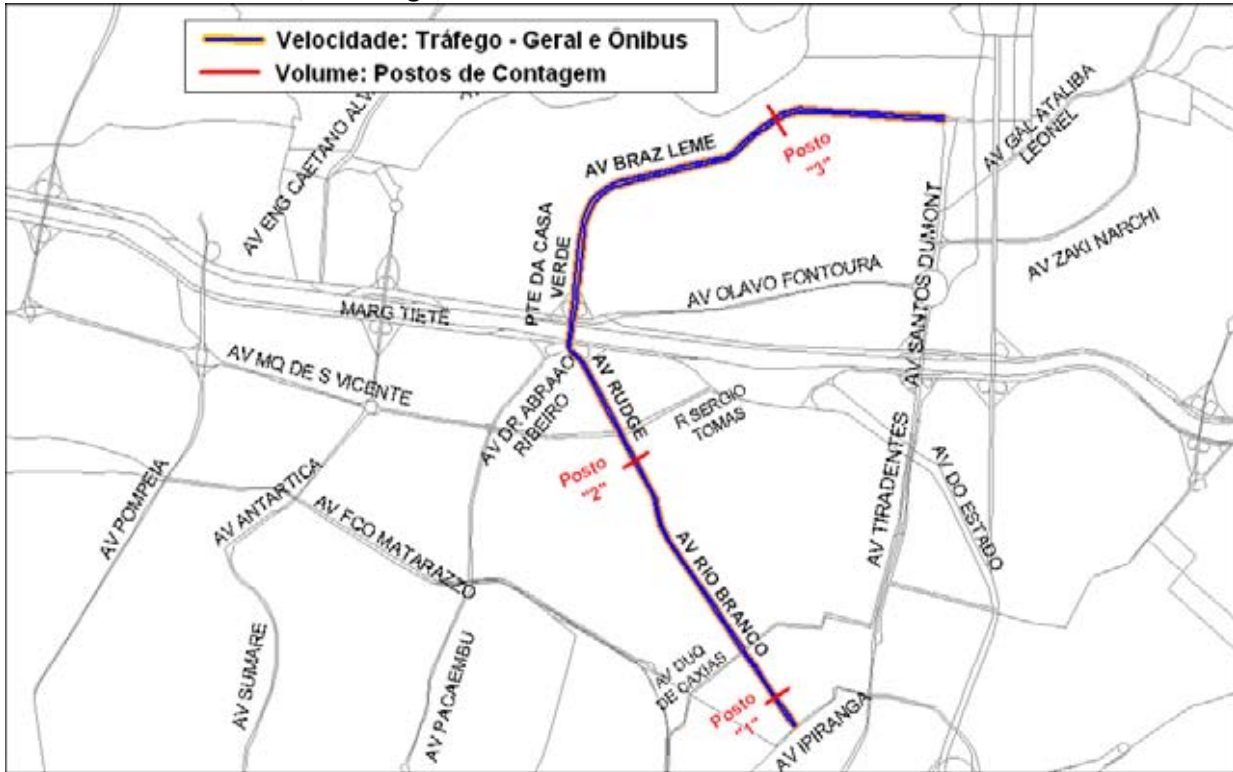 Velocidade: Tráfego - Geral e Ônibus
Volume: Postos de Contagem
AV ENG CAETANO ALV
AV BRAZ LEME
Posto
"3"
AV GAL ATALIBA
LEONEL
PTE DA CASA
VERDE
AV OLAVO FONTOURA
AV SANTOS DUMONT
AV ZAKI NARCHI
MARG TIETÊ
AV MQ DE S VICENTE
AV DR ABRAÃO
RIBEIRO
AV RUDGE
R SERGIO
TOMAS
Posto
"2"
AV POMPEIA
AV ANTARTICA
AV FCO MATARAZZO
AV TIRADENTES
AV DO ESTADO
AV RIO BRANCO
AV SUMARE
AV PACAEMBU
AV DUQ
DE CAXIAS
Posto
"1"
AV IPIRANGA